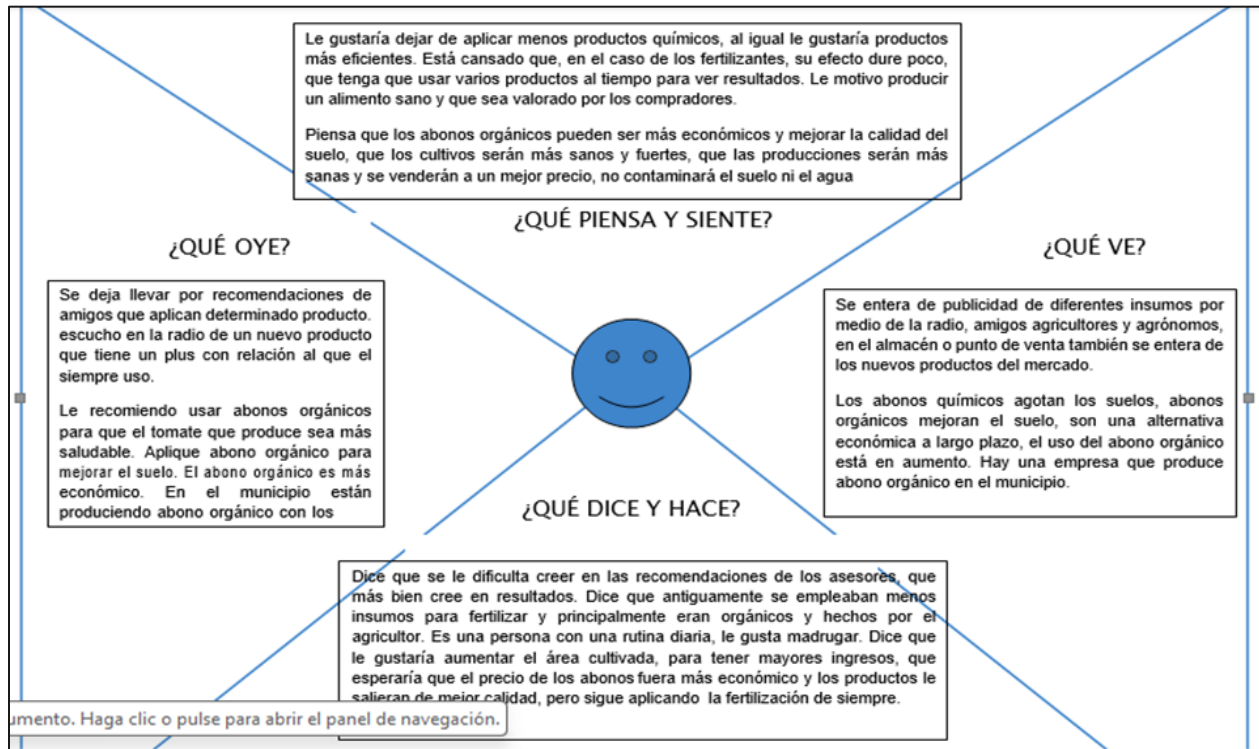 Le gustaría dejar de aplicar menos productos químicos, al igual le gustaría productos
más eficientes. Está cansado que, en el caso de los fertilizantes, su efecto dure poco,
que tenga que usar varios productos al tiempo para ver resultados. Le motivo producir
un alimento sano y que sea valorado por los compradores.
Piensa que los abonos orgánicos pueden ser más económicos y mejorar la calidad del
suelo, que los cultivos serán más sanos y fuertes, que las producciones serán más
sanas y se venderán a un mejor precio, no contaminará el suelo ni el agua
¿QUÉ PIENSA Y SIENTE?
¿QUÉ OYE?
Se deja llevar por recomendaciones de
amigos que aplican determinado producto.
escucho en la radio de un nuevo producto
que tiene un plus con relación al que el
siempre uso.
Le recomiendo usar abonos orgánicos
para que el tomate que produce sea más
saludable. Aplique abono orgánico para
mejorar el suelo. El abono orgánico es más
económico. En el municipio están
produciendo abono orgánico con los
¿QUÉ VE?
Se entera de publicidad de diferentes insumos por
medio de la radio, amigos agricultores y agrónomos,
en el almacén o punto de venta también se entera de
los nuevos productos del mercado.
Los abonos químicos agotan los suelos, abonos
orgánicos mejoran el suelo, son una alternativa
económica a largo plazo, el uso del abono orgánico
está en aumento. Hay una empresa que produce
abono orgánico en el municipio.
¿QUÉ DICE Y HACE?
Dice que se le dificulta creer en las recomendaciones de los asesores, que
más bien cree en resultados. Dice que antiguamente se empleaban menos
insumos para fertilizar y principalmente eran orgánicos y hechos por el
agricultor. Es una persona con una rutina diaria, le gusta madrugar. Dice que
le gustaría aumentar el área cultivada, para tener mayores ingresos, que
esperaría que el precio de los abonos fuera más económico y los productos le
salieran de mejor calidad, pero sigue aplicando la fertilización de siempre.
umento. Haga clic o pulse para abrir el panel de navegación.